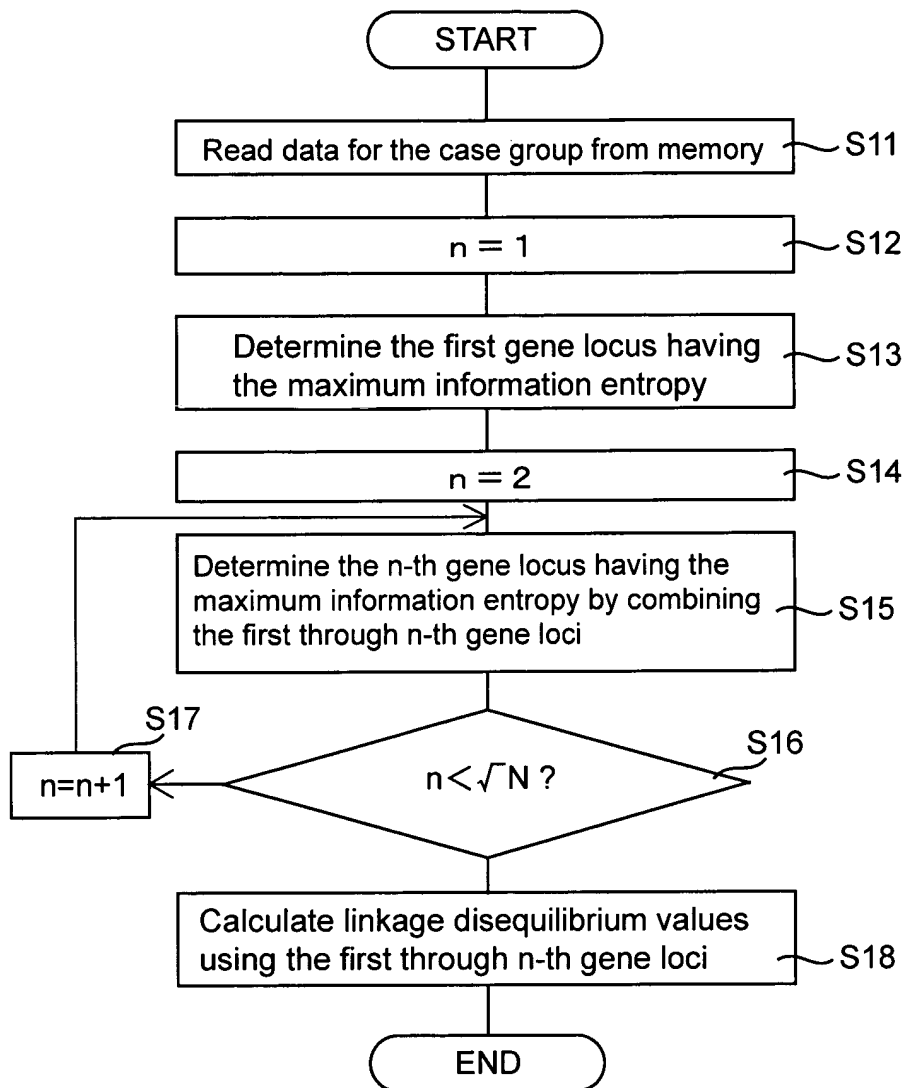 START
Read data for the case group from memory
S11
n = 1
S12
Determine the first gene locus having
the maximum information entropy
S13
n = 2
S14
Determine the n-th gene locus having the
maximum information entropy by combining
the first through n-th gene loci
S15
S17
n=n+1
n<√N ?
S16
Calculate linkage disequilibrium values
using the first through n-th gene loci
S18
END